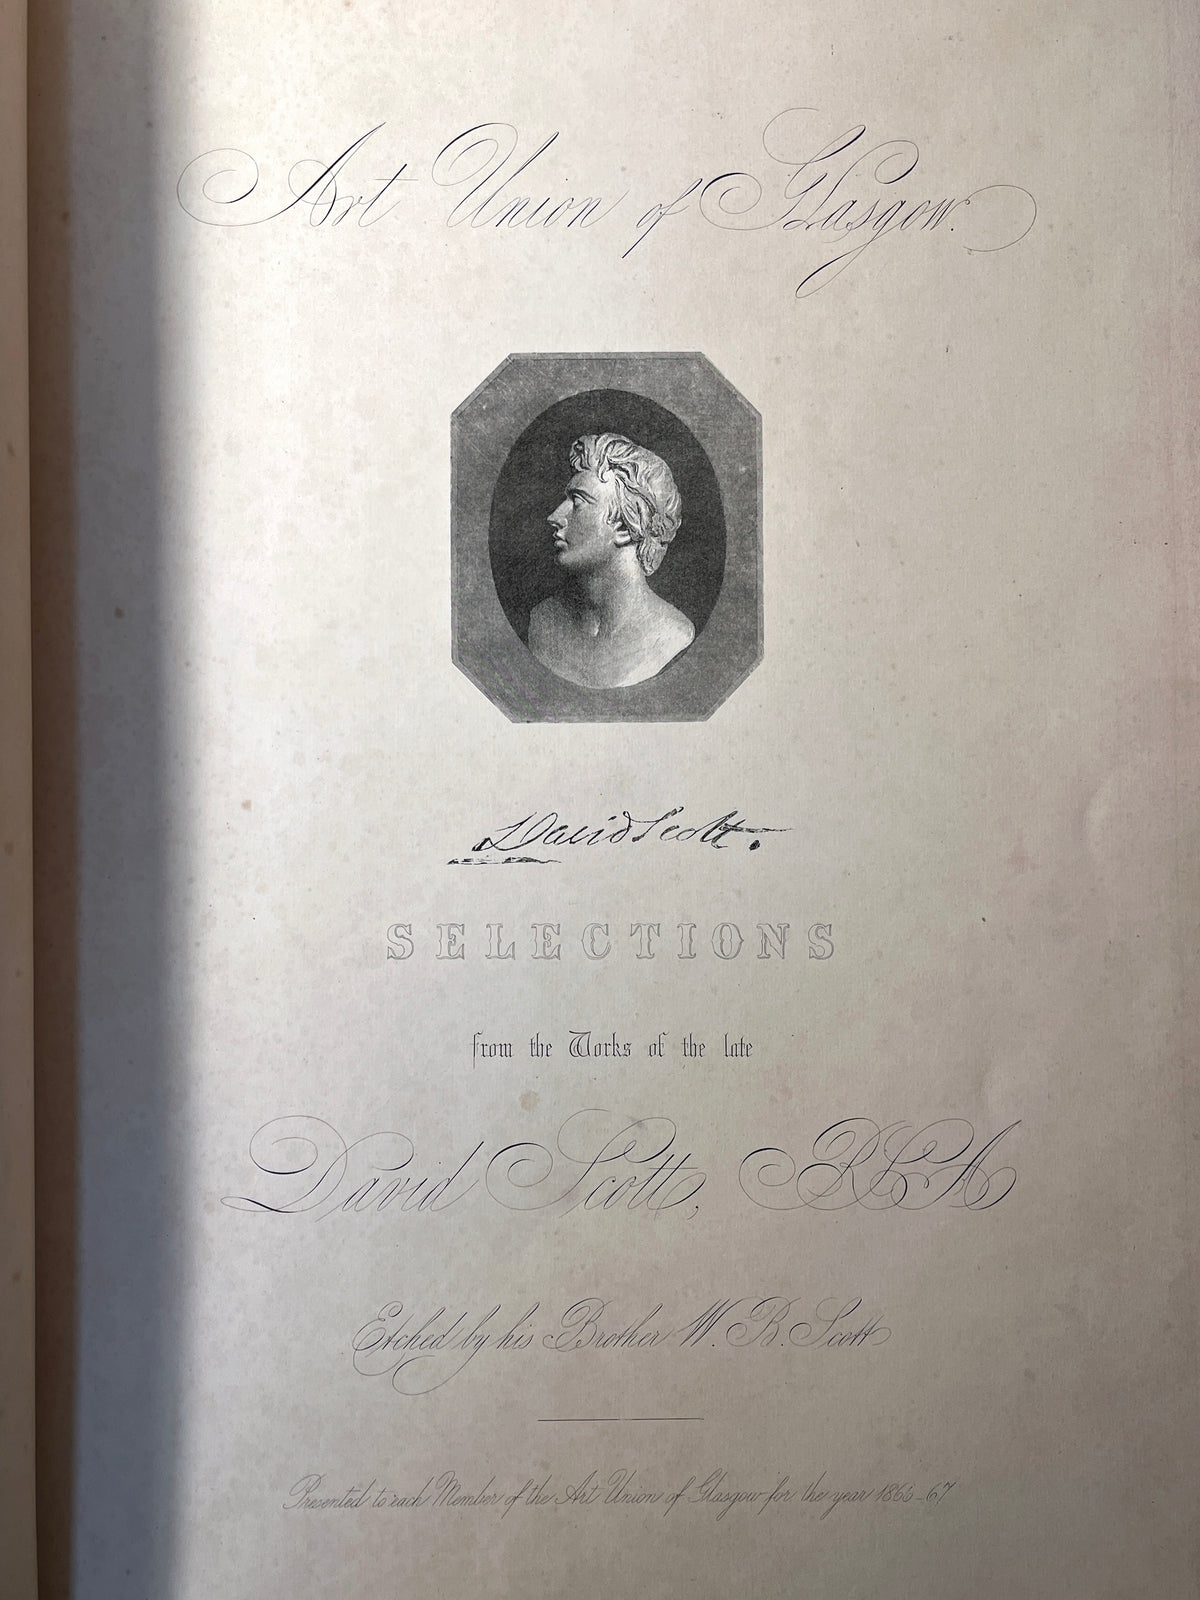 Art Union of Glasgow.
David Scott.
SELECTIONS
from the Works of the late
David Scott, RSA
Etched by his Brother W. B. Scott
Presented to each Member of the Art Union of Glasgow for the year 1866-67